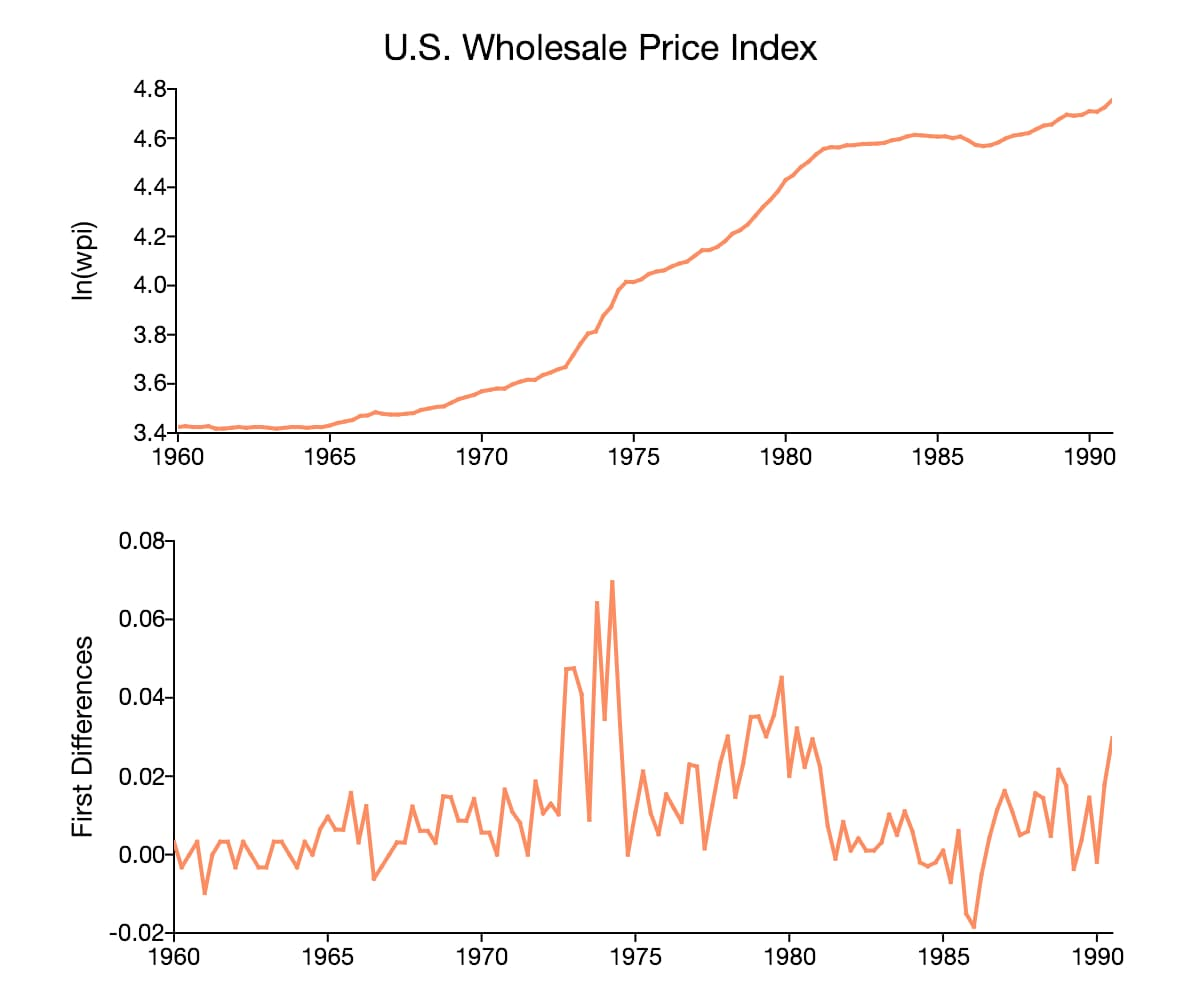 U.S. Wholesale Price Index
ln(wpi)
4.8
4.6
4.4
4.2
4.0
3.8
3.6
3.4
1960 1965 1970 1975 1980 1985 1990
First Differences
0.08
0.06
0.04
0.02
0.00
-0.02
1960 1965 1970 1975 1980 1985 1990